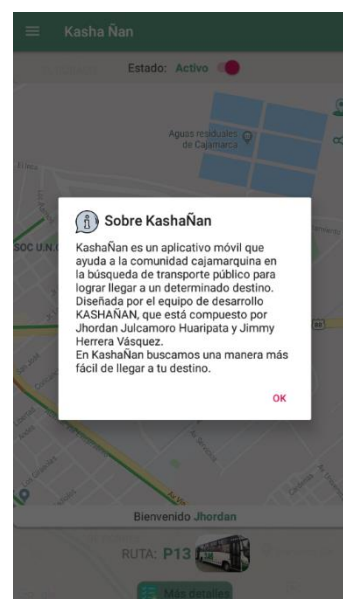 Kasha Ñan
Estado: Activo
Aguas residuales
de Cajamarca
SOC U.N.
Sobre KashaÑan
KashaÑan es un aplicativo móvil que
ayuda a la comunidad cajamarquina en
la búsqueda de transporte público para
lograr llegar a un determinado destino.
Diseñada por el equipo de desarrollo
KASHAÑAN, que está compuesto por
Jhordan Julcamoro Huaripata y Jimmy
Herrera Vásquez.
En KashaÑan buscamos una manera más
fácil de llegar a tu destino.
OK
Bienvenido Jhordan
RUTA: P13
Más detalles